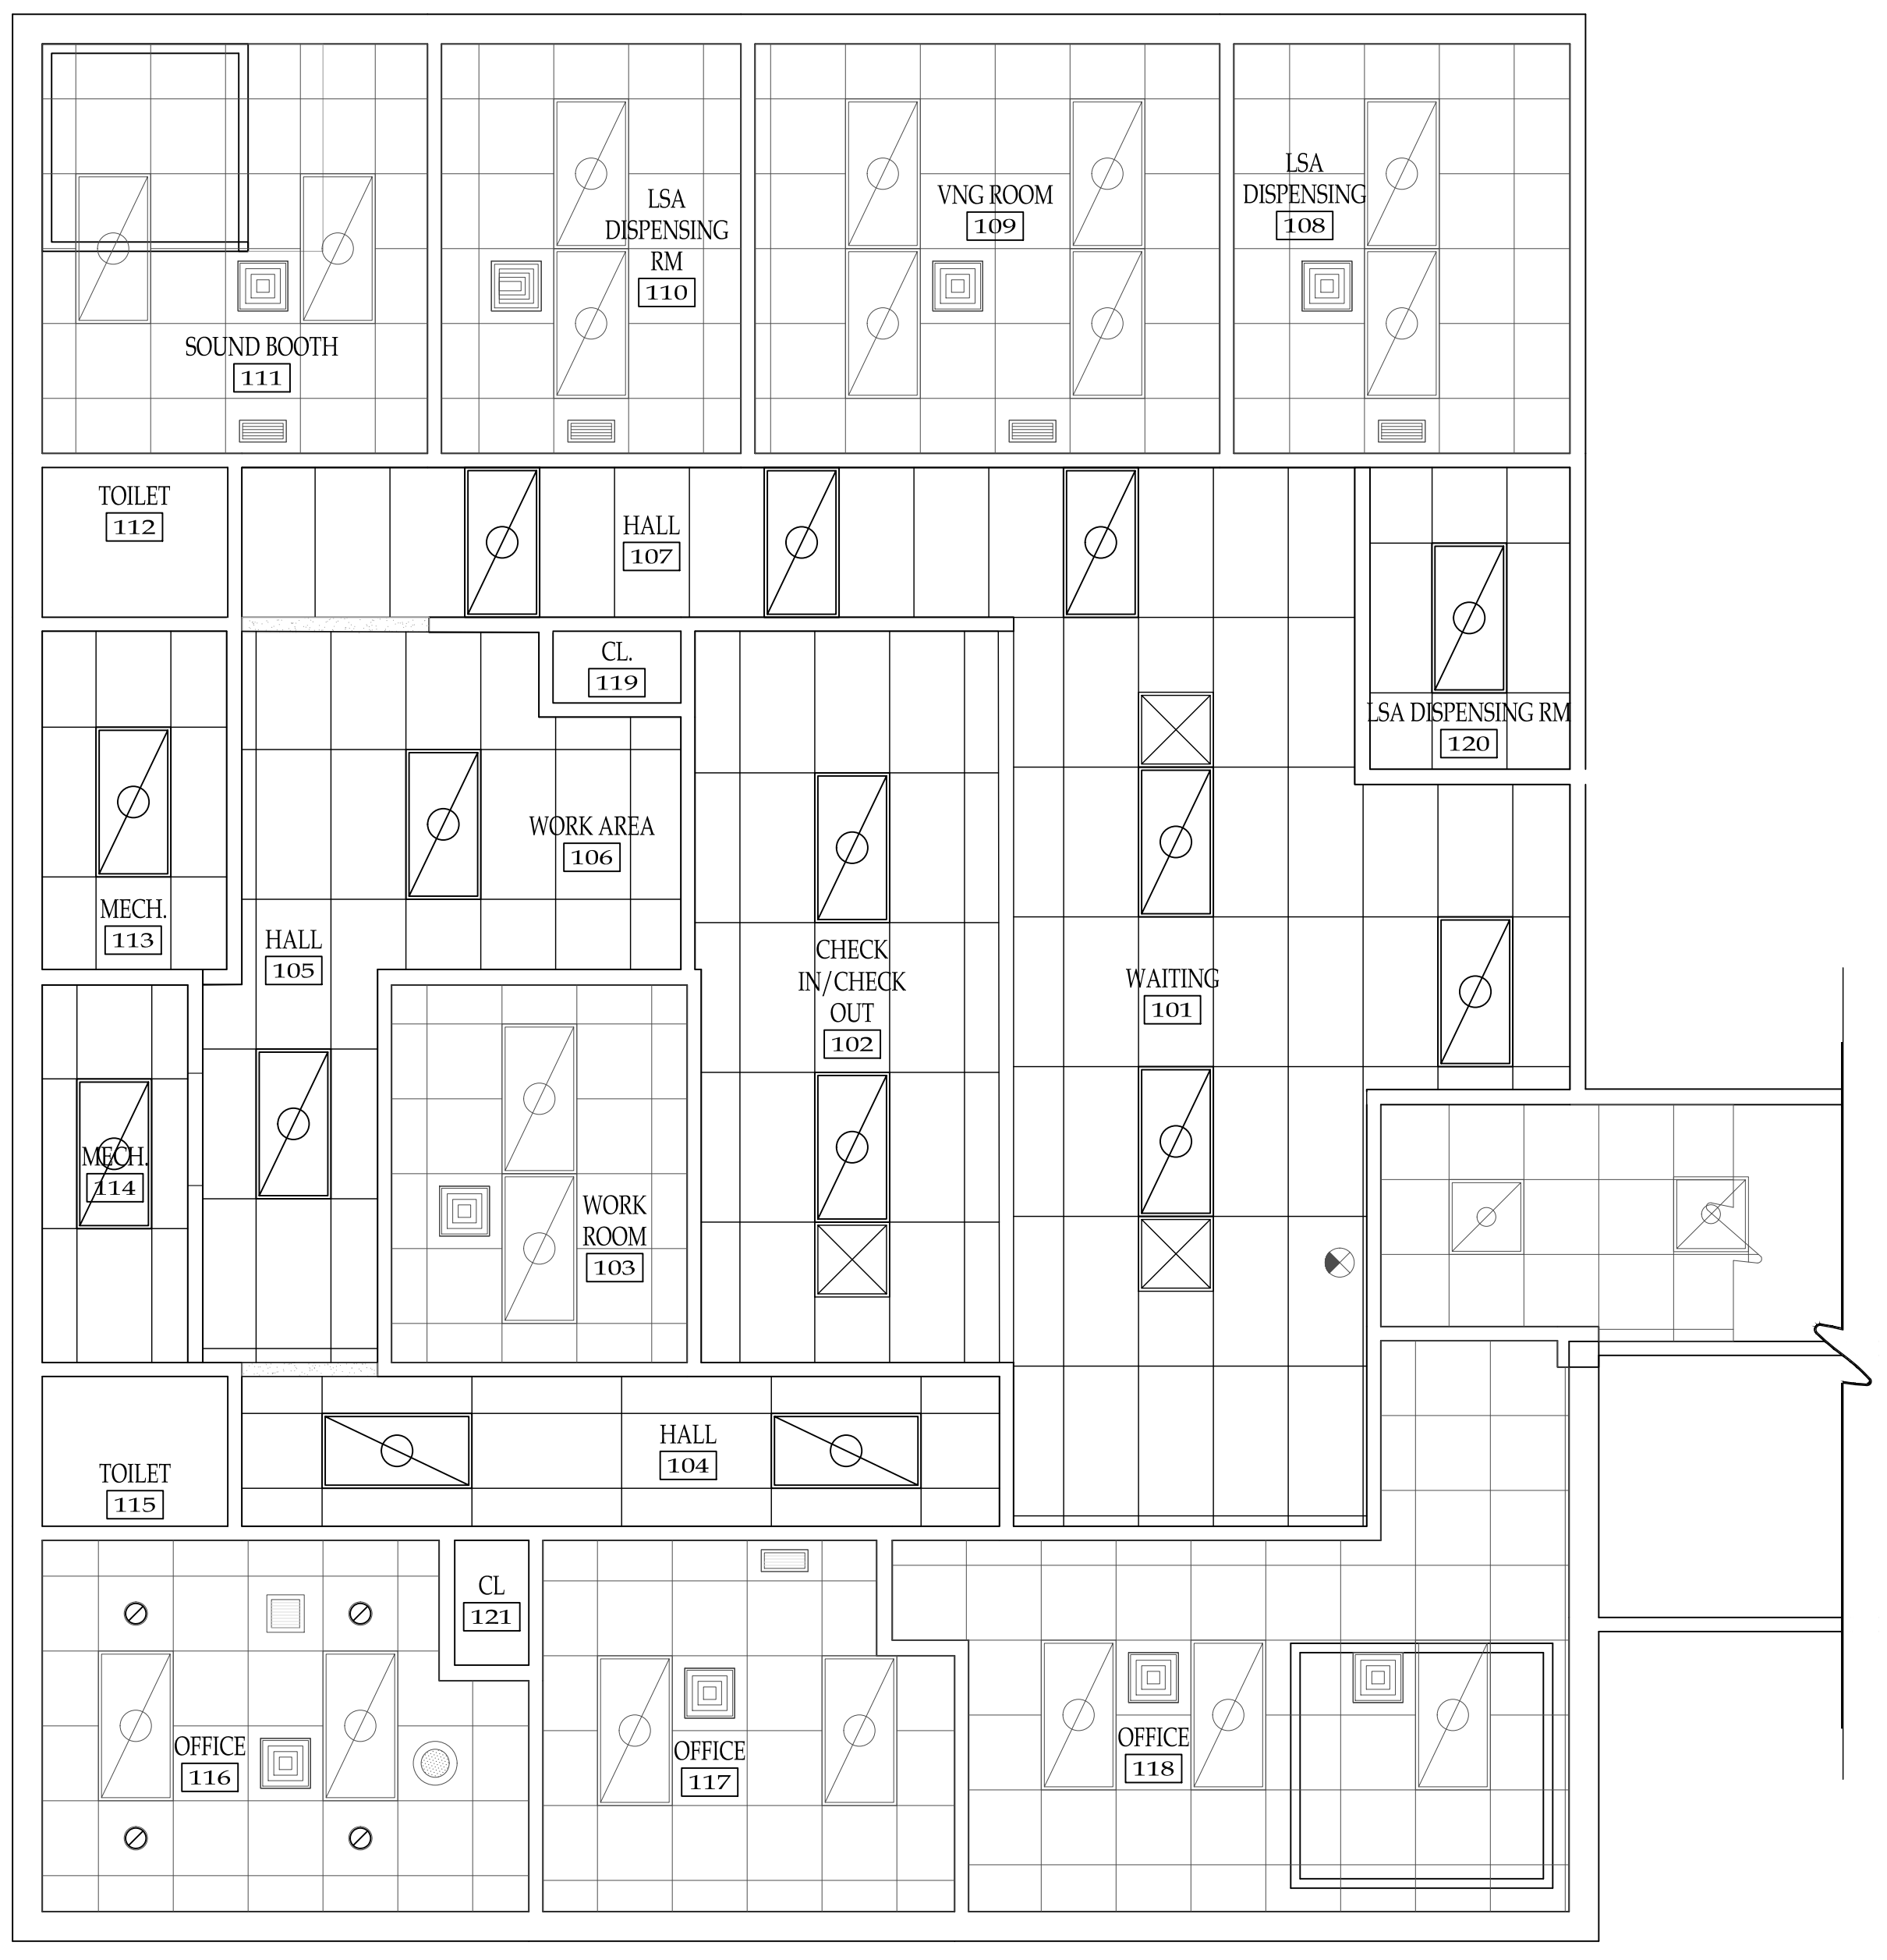 LSA
DISPENSING
RM
110
VNG ROOM
109
LSA
DISPENSING
108
SOUND BOOTH
111
TOILET
112
HALL
107
CL.
119
LSA DISPENSING RM
120
WORK AREA
106
MECH.
113
HALL
105
CHECK
IN/CHECK
OUT
102
WAITING
101
MECH.
114
WORK
ROOM
103
HALL
104
TOILET
115
CL
121
OFFICE
116
OFFICE
117
OFFICE
118